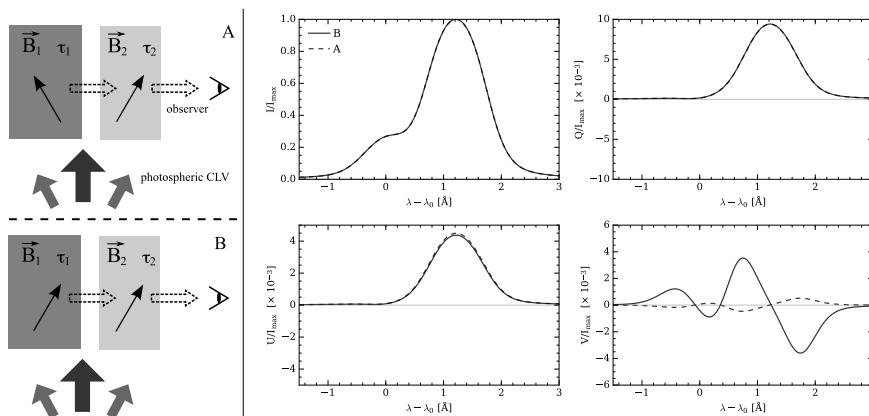 A
B₁ τ₁ B₂ τ₂
observer
photospheric CLV
B
B₁ τ₁ B₂ τ₂
1.0
0.8
0.6
0.4
0.2
0.0
I/Imax
B
A
−1 0 1 2 3
λ − λ₀ [Å]
10
5
0
−5
−10
Q/Imax [× 10⁻³]
−1 0 1 2
λ − λ₀ [Å]
4
2
0
−2
−4
U/Imax [× 10⁻³]
−1 0 1 2 3
λ − λ₀ [Å]
6
4
2
0
−2
−4
−6
V/Imax [× 10⁻³]
−1 0 1 2
λ − λ₀ [Å]